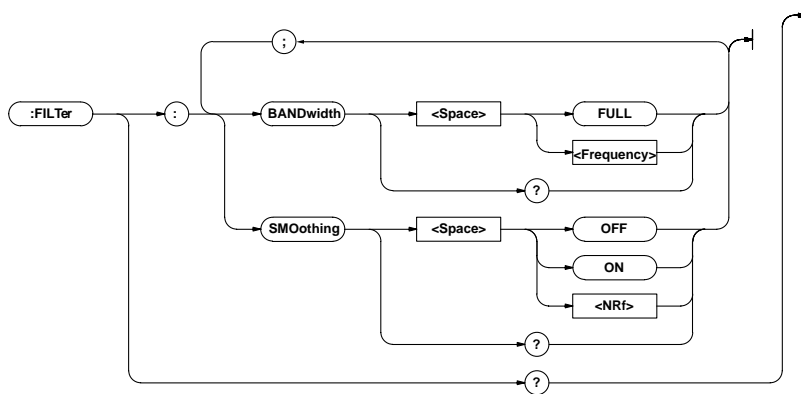 ;
:FILTer : BANDwidth <Space> FULL
<Frequency>
?
SMOothing <Space> OFF
ON
<NRf>
?
?